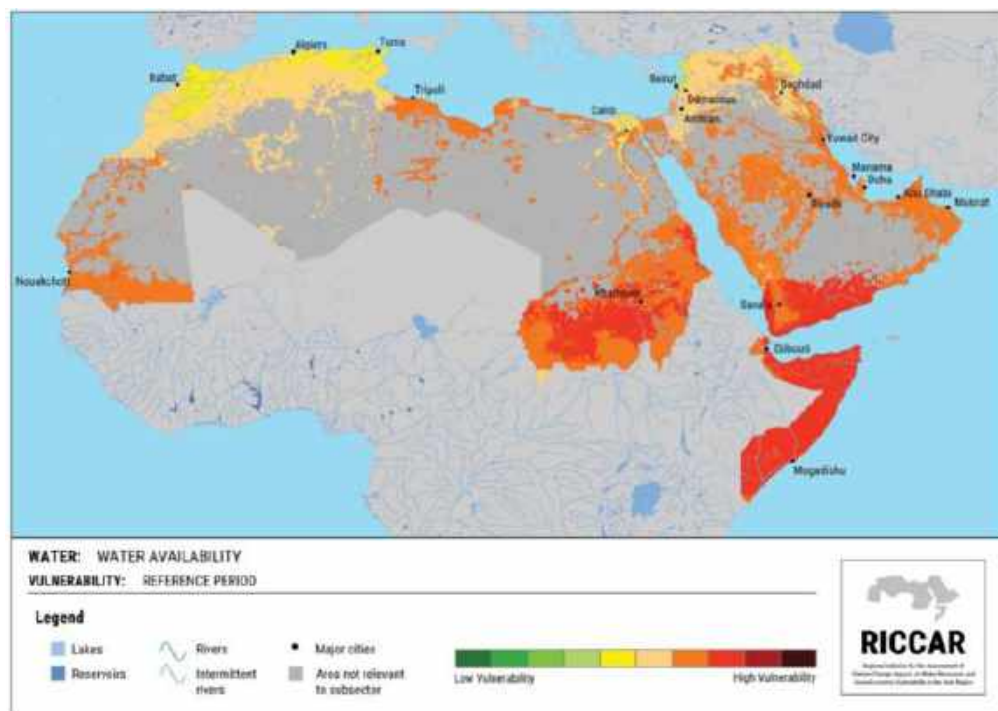 Algiers
Tunis
Rabat
Tripoli
Beirut
Damascus
Amman
Baghdad
Cairo
Kuwait City
Manama
Doha
Abu Dhabi
Muscat
Riyadh
Nouakchott
Khartoum
Sana'a
Djibouti
Mogadishu
WATER: WATER AVAILABILITY
VULNERABILITY: REFERENCE PERIOD
Legend
Lakes
Reservoirs
Rivers
Intermittent
rivers
Major cities
Area not relevant
to subsector
Low Vulnerability
High Vulnerability
RICCAR